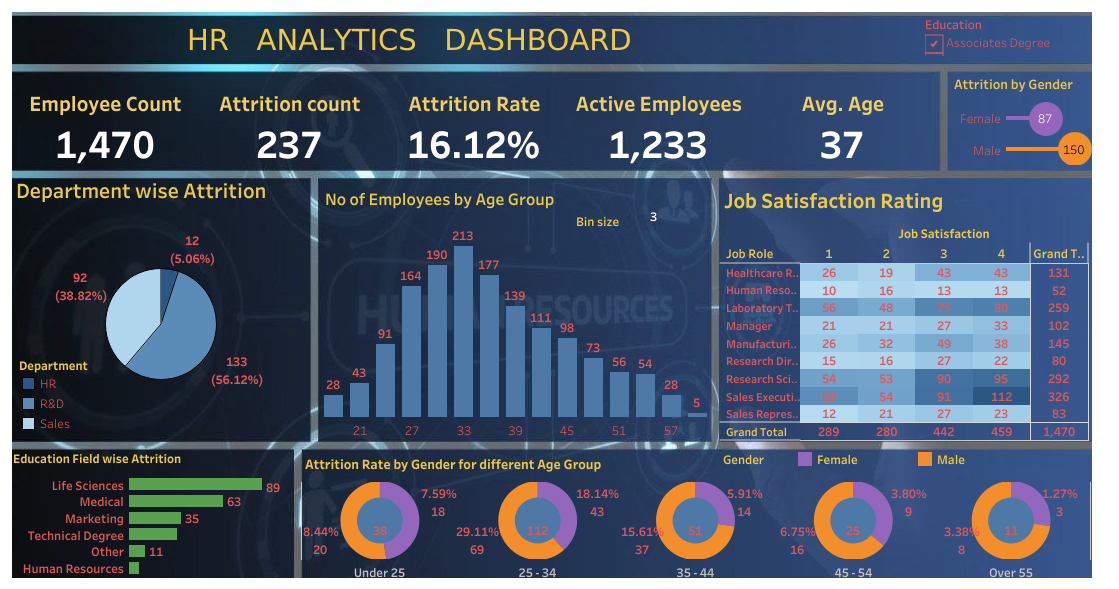 HR ANALYTICS DASHBOARD
Education
Associates Degree
Employee Count
Attrition count
Attrition Rate
Active Employees
Avg. Age
1,470
237
16.12%
1,233
37
Attrition by Gender
Female 87
Male 150
Department wise Attrition
12
(5.06%)
92
(38.82%)
133
(56.12%)
Department
HR
R&D
Sales
No of Employees by Age Group
Bin size 3
28 43 91 164 190 213 177 139 111 98 73 56 54 28 5
21 27 33 39 45 51 57
HUMAN RESOURCES
Job Satisfaction Rating
Job Satisfaction
Job Role 1 2 3 4 Grand T..
Healthcare R.. 26 19 43 43 131
Human Reso.. 10 16 13 13 52
Laboratory T.. 56 48 75 80 259
Manager 21 21 27 33 102
Manufacturi.. 26 32 49 38 145
Research Dir.. 15 16 27 22 80
Research Sci.. 54 53 90 95 292
Sales Executi.. 69 54 91 112 326
Sales Repres.. 12 21 27 23 83
Grand Total 289 280 442 459 1,470
Education Field wise Attrition
Life Sciences 89
Medical 63
Marketing 35
Technical Degree
Other 11
Human Resources
Attrition Rate by Gender for different Age Group
Gender Female Male
7.59%
18
8.44%
20
38
Under 25
18.14%
43
29.11%
69
112
25 - 34
5.91%
14
15.61%
37
51
35 - 44
3.80%
9
6.75%
16
25
45 - 54
1.27%
3
3.38%
8
11
Over 55